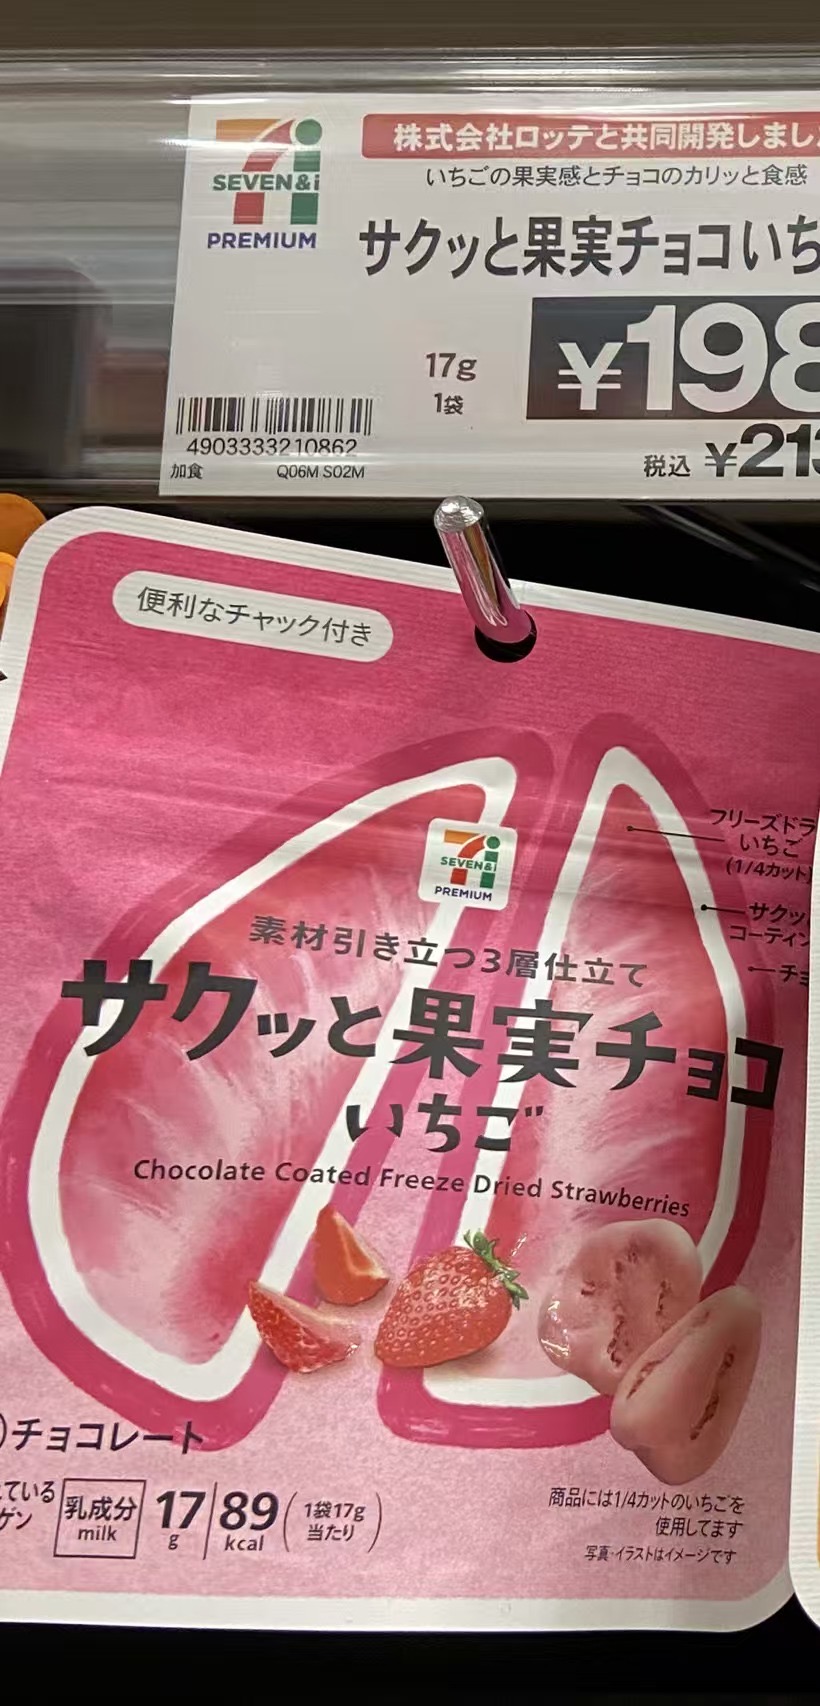 株式会社ロッテと共同開発しまし
SEVEN&i
PREMIUM
いちごの果実感とチョコのカリッと食感
サクッと果実チョコいち
17g
1袋
¥198
4903333210862
加食 Q06M S02M
税込 ¥213
便利なチャック付き
フリーズドラ
いちご
(1/4カット)
サクッ
コーティン
チョ
SEVEN&i
PREMIUM
素材引き立つ3層仕立て
サクッと果実チョコ
いちご
Chocolate Coated Freeze Dried Strawberries
チョコレート
ている
ゲン
乳成分
milk
17
g
89
kcal
(1袋17g
当たり)
商品には1/4カットのいちごを
使用してます
写真・イラストはイメージです